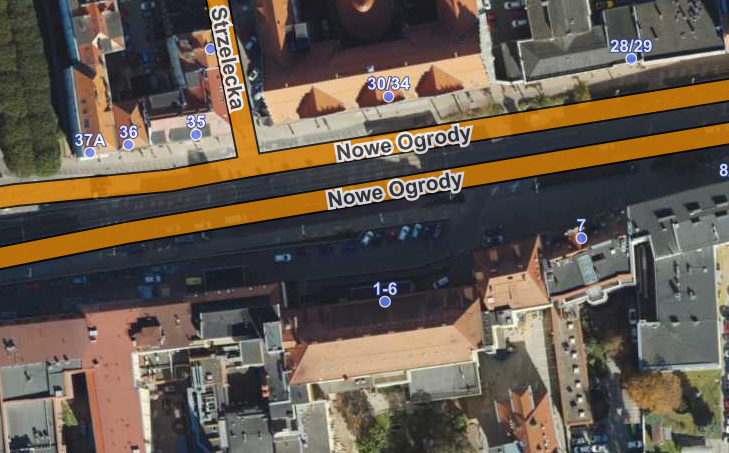 Strzelecka
28/29
30/34
35
36
37A
Nowe Ogrody
Nowe Ogrody
8
7
1-6